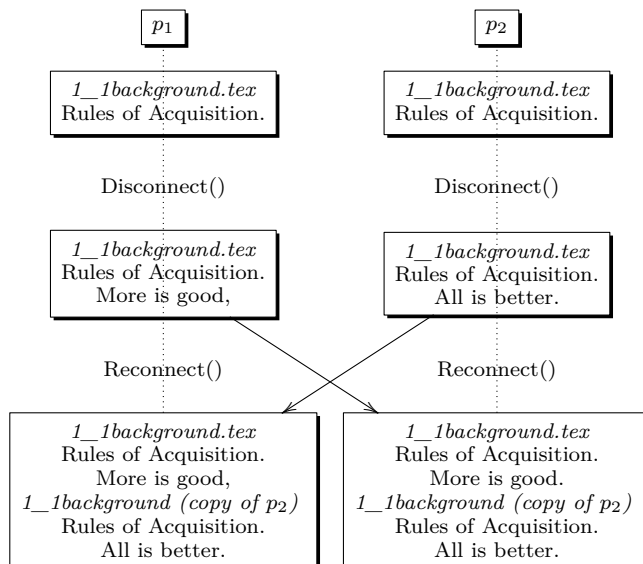 p1
p2
1_1background.tex
Rules of Acquisition.
1_1background.tex
Rules of Acquisition.
Disconnect()
Disconnect()
1_1background.tex
Rules of Acquisition.
More is good,
1_1background.tex
Rules of Acquisition.
All is better.
Reconnect()
Reconnect()
1_1background.tex
Rules of Acquisition.
More is good,
1_1background (copy of p2)
Rules of Acquisition.
All is better.
1_1background.tex
Rules of Acquisition.
More is good.
1_1background (copy of p2)
Rules of Acquisition.
All is better.